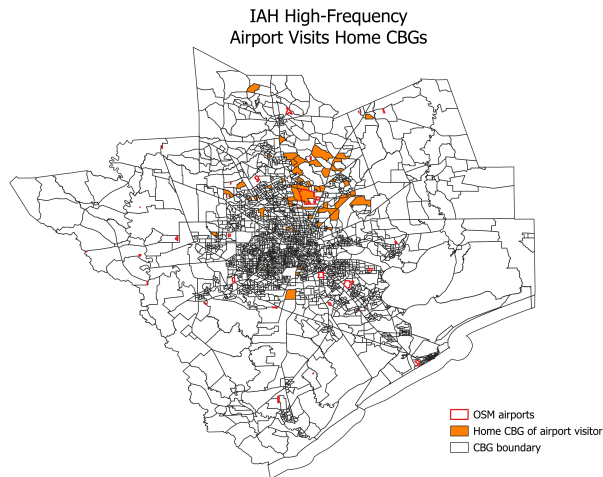 IAH High-Frequency
Airport Visits Home CBGs
OSM airports
Home CBG of airport visitor
CBG boundary